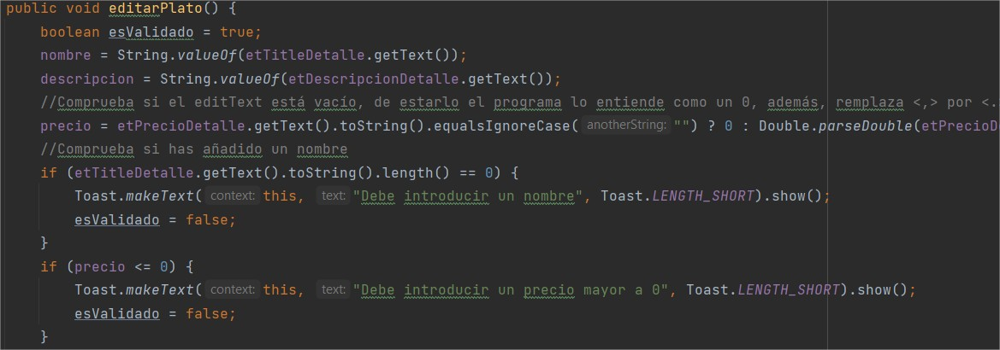 public void editarPlato() {
boolean esValidado = true;
nombre = String.valueOf(etTitleDetalle.getText());
descripcion = String.valueOf(etDescripcionDetalle.getText());
//Comprueba si el editText está vacío, de estarlo el programa lo entiende como un 0, además, remplaza <,> por <.
precio = etPrecioDetalle.getText().toString().equalsIgnoreCase( anotherString: "") ? 0 : Double.parseDouble(etPrecioD
//Comprueba si has añadido un nombre
if (etTitleDetalle.getText().toString().length() == 0) {
Toast.makeText( context: this, text: "Debe introducir un nombre", Toast.LENGTH_SHORT).show();
esValidado = false;
}
if (precio <= 0) {
Toast.makeText( context: this, text: "Debe introducir un precio mayor a 0", Toast.LENGTH_SHORT).show();
esValidado = false;
}